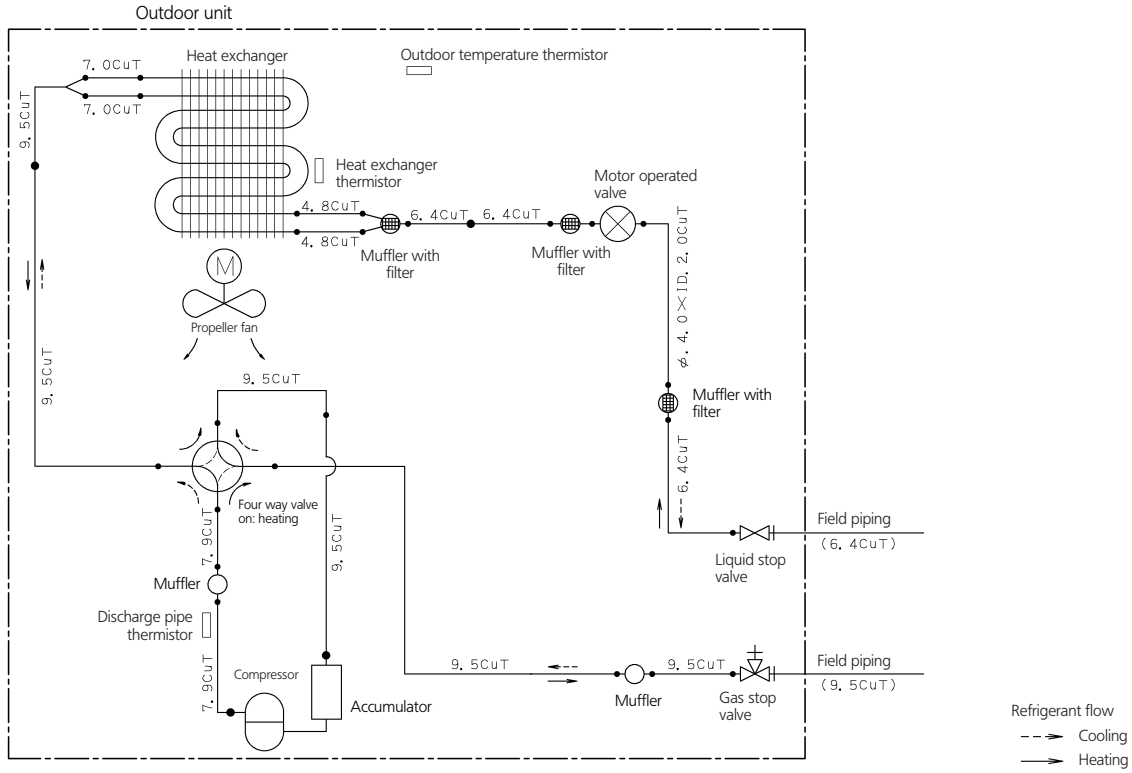 Outdoor unit
Heat exchanger
Outdoor temperature thermistor
7. 0CuT
7. 0CuT
9. 5CuT
Heat exchanger
thermistor
Motor operated
valve
4. 8CuT
4. 8CuT
6. 4CuT
6. 4CuT
Muffler with
filter
Muffler with
filter
ø. 4. 0×ID. 2. 0CuT
M
Propeller fan
9. 5CuT
9. 5CuT
Muffler with
filter
6. 4CuT
Four way valve
on: heating
7. 9CuT
9. 5CuT
Field piping
(6. 4CuT)
Liquid stop
valve
Muffler
Discharge pipe
thermistor
7. 9CuT
Compressor
Accumulator
9. 5CuT
9. 5CuT
Muffler
Gas stop
valve
Field piping
(9. 5CuT)
Refrigerant flow
Cooling
Heating